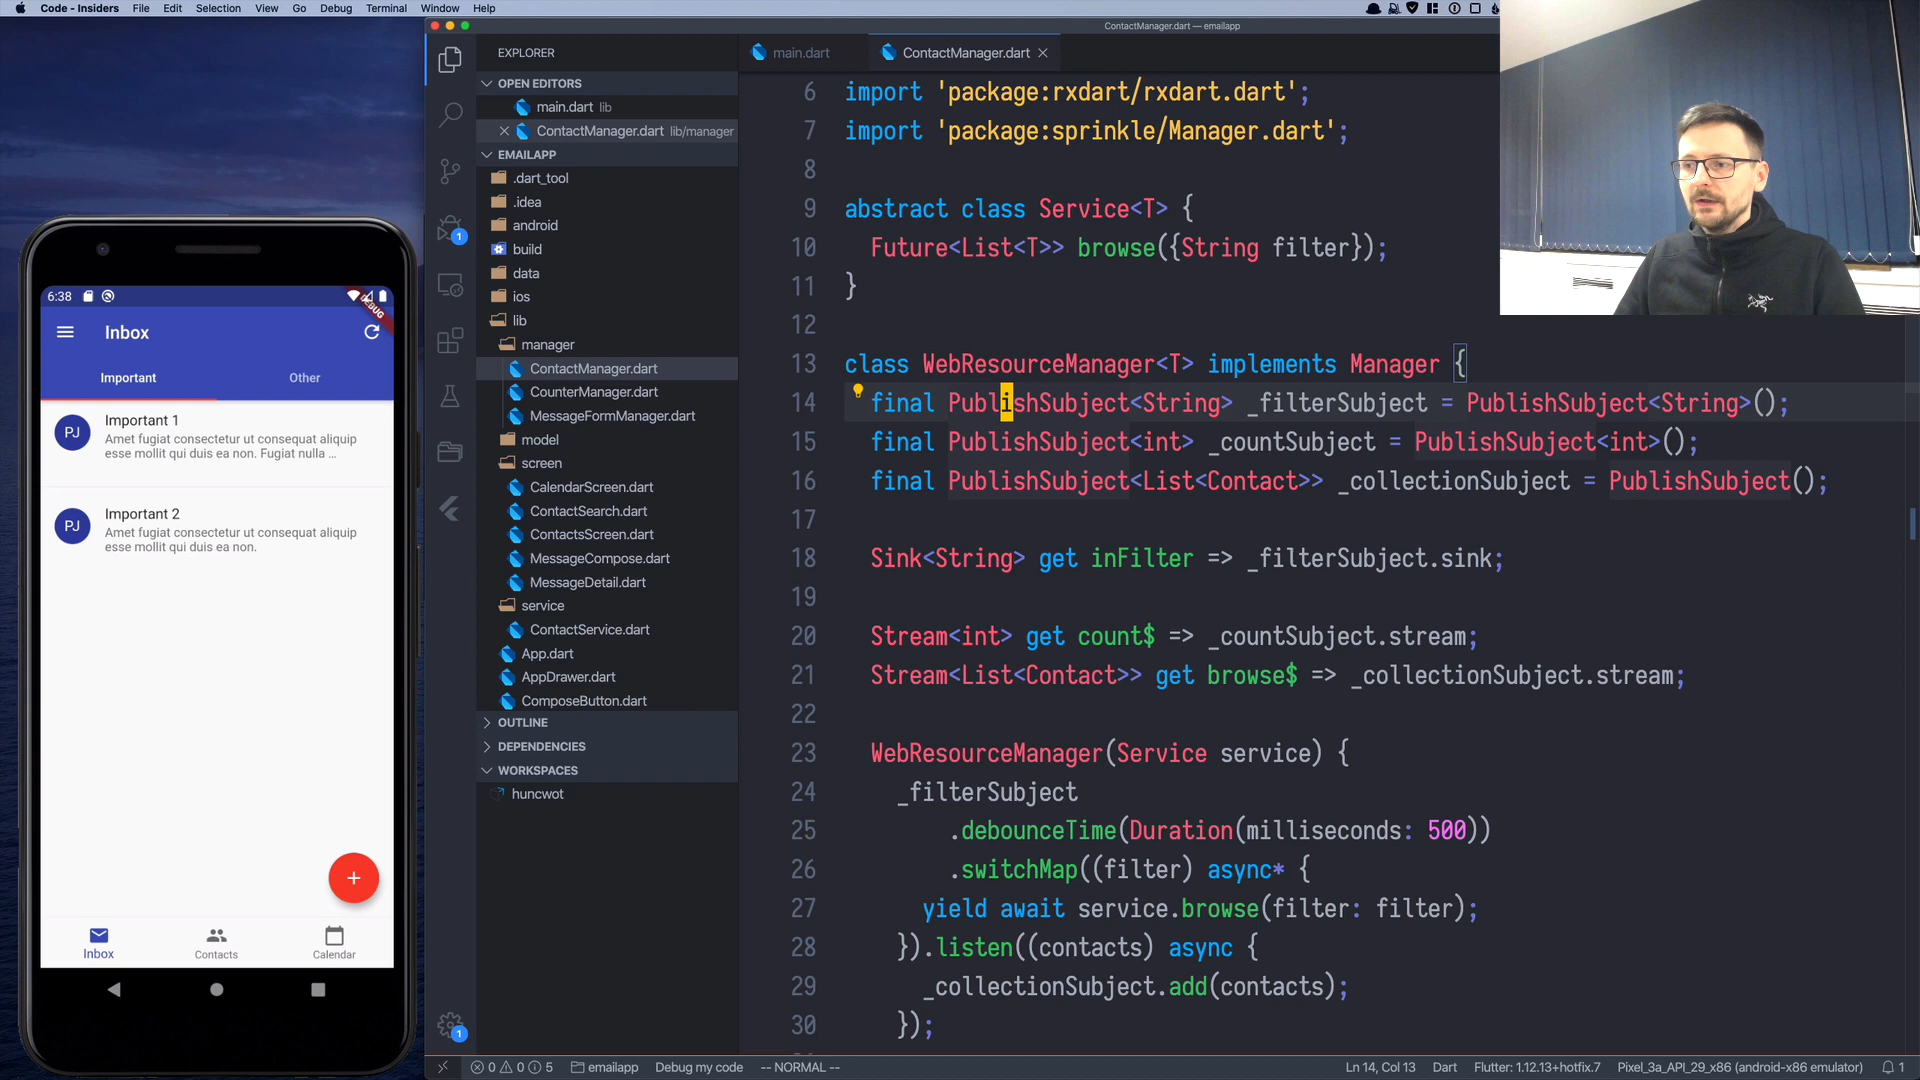 Code - Insiders File Edit Selection View Go Debug Terminal Window Help
ContactManager.dart — emailapp
EXPLORER
OPEN EDITORS
main.dart lib
ContactManager.dart lib/manager
EMAILAPP
.dart_tool
.idea
android
build
data
ios
lib
manager
ContactManager.dart
CounterManager.dart
MessageFormManager.dart
model
screen
CalendarScreen.dart
ContactSearch.dart
ContactsScreen.dart
MessageCompose.dart
MessageDetail.dart
service
ContactService.dart
App.dart
AppDrawer.dart
ComposeButton.dart
OUTLINE
DEPENDENCIES
WORKSPACES
huncwot
1
1
main.dart
ContactManager.dart
6 import 'package:rxdart/rxdart.dart';
7 import 'package:sprinkle/Manager.dart';
8
9 abstract class Service<T> {
10 Future<List<T>> browse({String filter});
11 }
12
13 class WebResourceManager<T> implements Manager {
14 final PublishSubject<String> _filterSubject = PublishSubject<String>();
15 final PublishSubject<int> _countSubject = PublishSubject<int>();
16 final PublishSubject<List<Contact>> _collectionSubject = PublishSubject();
17
18 Sink<String> get inFilter => _filterSubject.sink;
19
20 Stream<int> get count$ => _countSubject.stream;
21 Stream<List<Contact>> get browse$ => _collectionSubject.stream;
22
23 WebResourceManager(Service service) {
24 _filterSubject
25 .debounceTime(Duration(milliseconds: 500))
26 .switchMap((filter) async* {
27 yield await service.browse(filter: filter);
28 }).listen((contacts) async {
29 _collectionSubject.add(contacts);
30 });
6:38
DEBUG
Inbox
Important Other
PJ
Important 1
Amet fugiat consectetur ut consequat aliquip
esse mollit qui duis ea non. Fugiat nulla ...
PJ
Important 2
Amet fugiat consectetur ut consequat aliquip
esse mollit qui duis ea non.
+
Inbox Contacts Calendar
0 0 5 emailapp Debug my code -- NORMAL -- Ln 14, Col 13 Dart Flutter: 1.12.13+hotfix.7 Pixel_3a_API_29_x86 (android-x86 emulator) 1